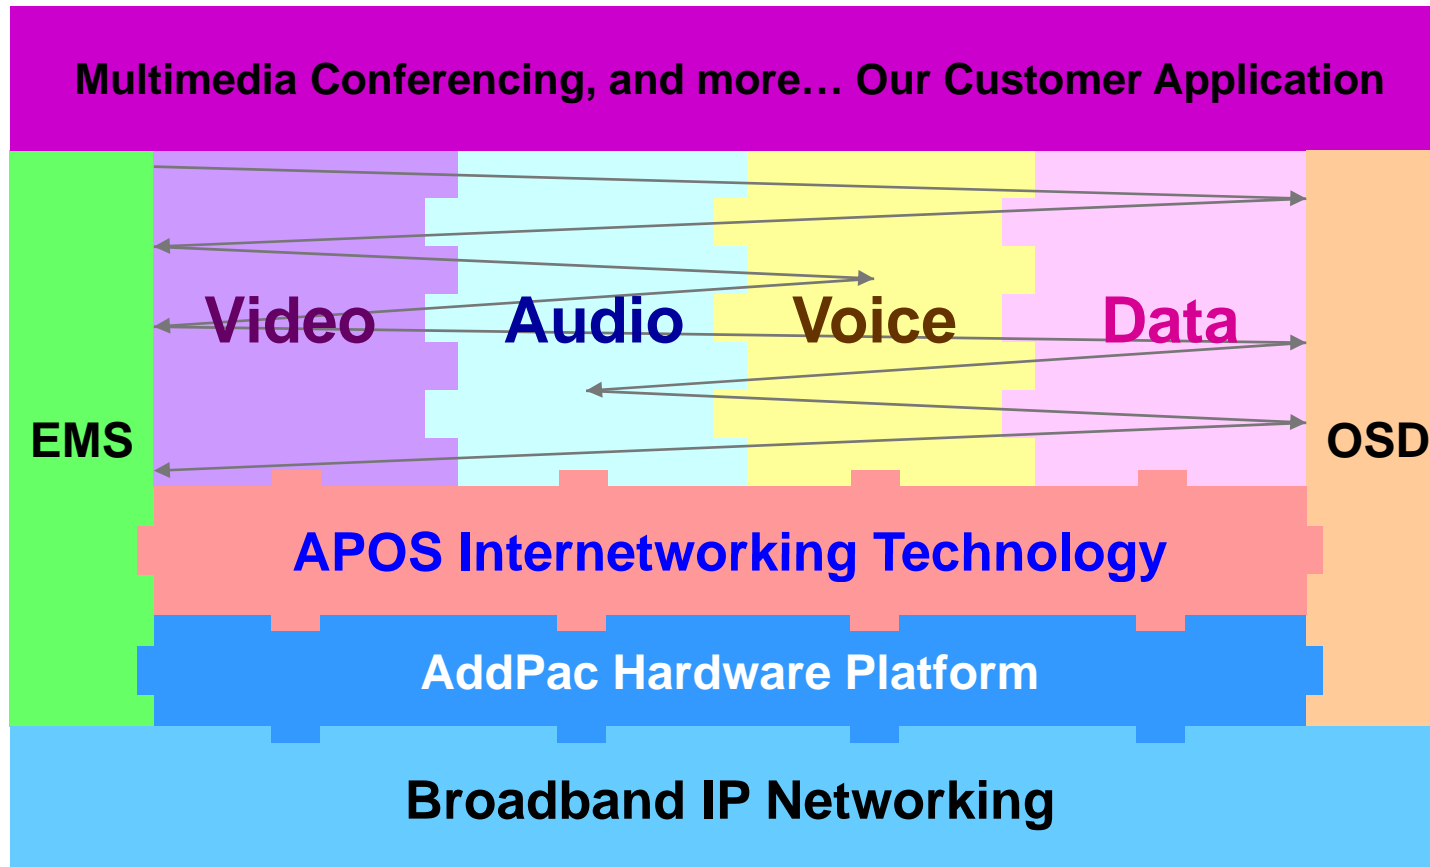 Multimedia Conferencing, and more… Our Customer Application
Video Audio Voice Data
EMS
OSD
APOS Internetworking Technology
AddPac Hardware Platform
Broadband IP Networking